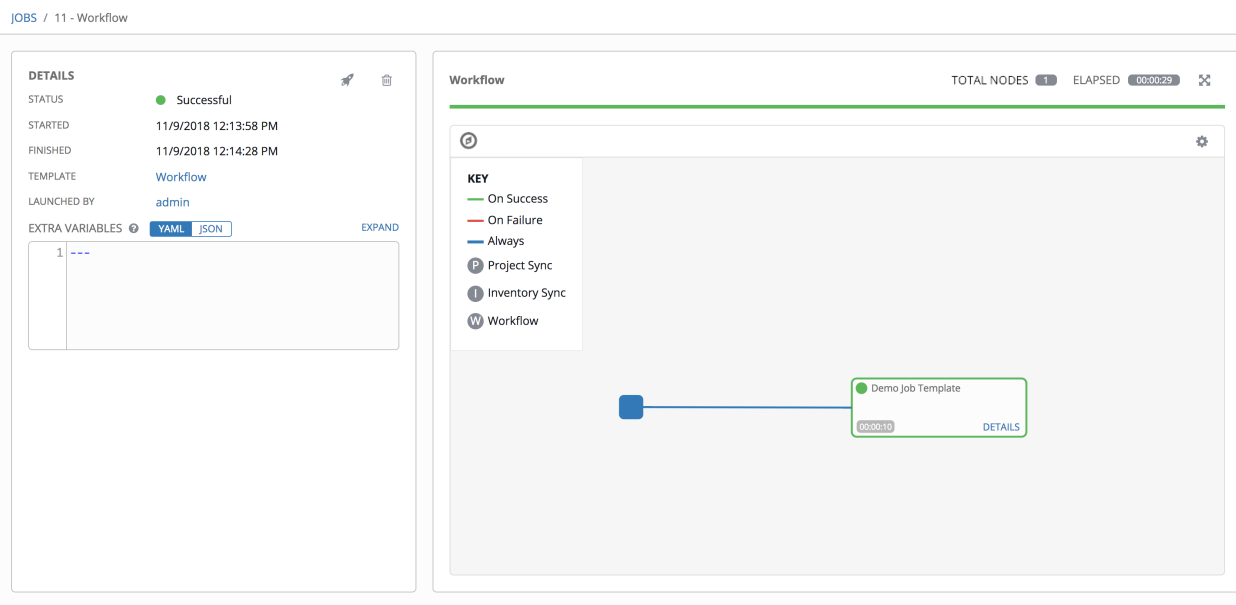 JOBS / 11 - Workflow
DETAILS
STATUS Successful
STARTED 11/9/2018 12:13:58 PM
FINISHED 11/9/2018 12:14:28 PM
TEMPLATE Workflow
LAUNCHED BY admin
EXTRA VARIABLES ? YAML JSON EXPAND
1 ---
Workflow TOTAL NODES 1 ELAPSED 00:00:29
KEY
On Success
On Failure
Always
P Project Sync
I Inventory Sync
W Workflow
Demo Job Template
00:00:10 DETAILS